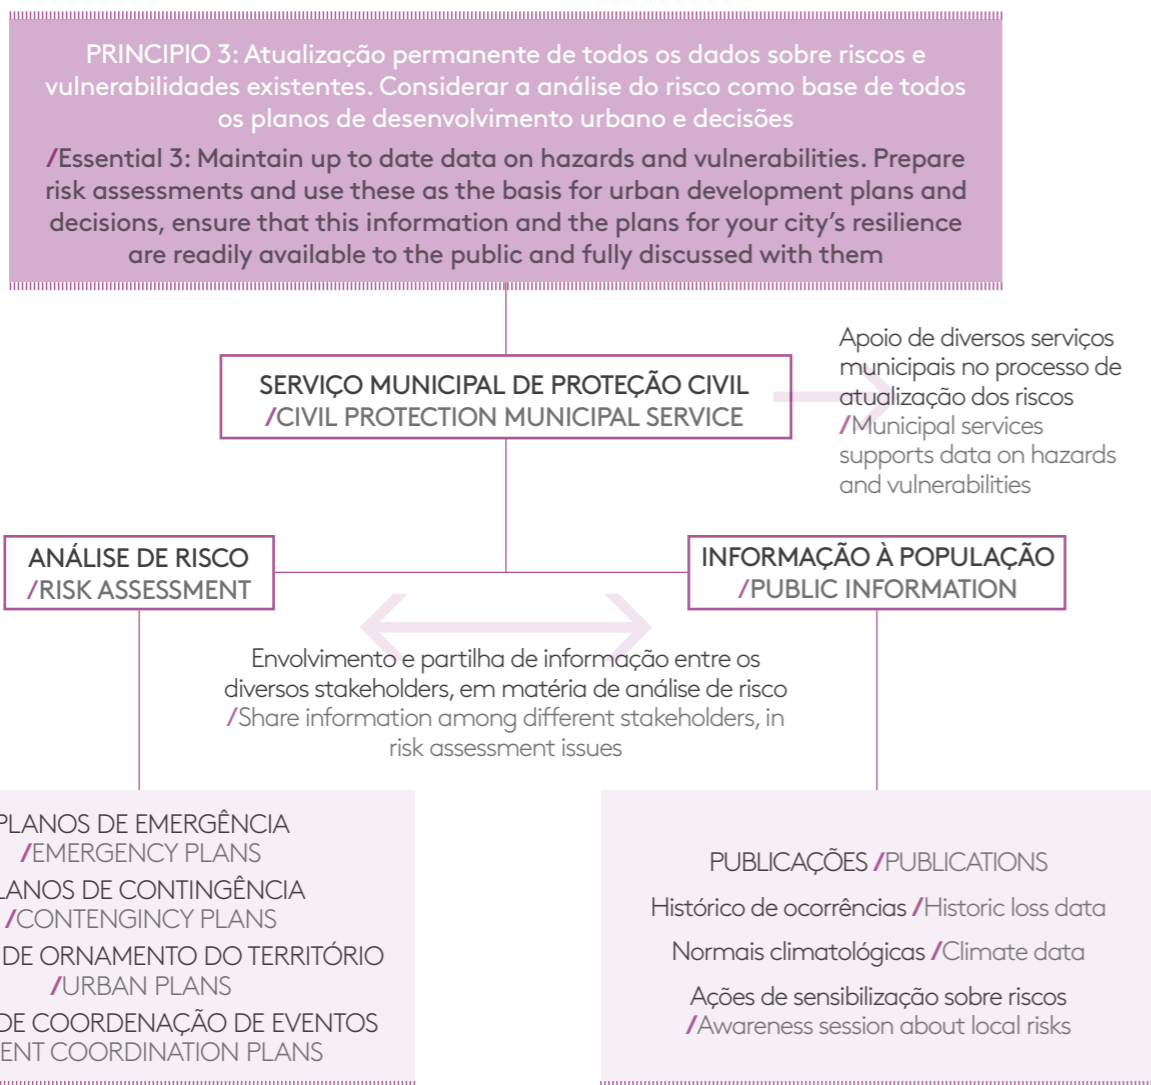 PRINCIPIO 3: Atualização permanente de todos os dados sobre riscos e
vulnerabilidades existentes. Considerar a análise do risco como base de todos
os planos de desenvolvimento urbano e decisões
/Essential 3: Maintain up to date data on hazards and vulnerabilities. Prepare
risk assessments and use these as the basis for urban development plans and
decisions, ensure that this information and the plans for your city's resilience
are readily available to the public and fully discussed with them
SERVIÇO MUNICIPAL DE PROTEÇÃO CIVIL
/CIVIL PROTECTION MUNICIPAL SERVICE
Apoio de diversos serviços
municipais no processo de
atualização dos riscos
/Municipal services
supports data on hazards
and vulnerabilities
ANÁLISE DE RISCO
/RISK ASSESSMENT
INFORMAÇÃO À POPULAÇÃO
/PUBLIC INFORMATION
Envolvimento e partilha de informação entre os
diversos stakeholders, em matéria de análise de risco
/Share information among different stakeholders, in
risk assessment issues
PLANOS DE EMERGÊNCIA
/EMERGENCY PLANS
LANOS DE CONTINGÊNCIA
/CONTENGINCY PLANS
DE ORNAMENTO DO TERRITÓRIO
/URBAN PLANS
DE COORDENAÇÃO DE EVENTOS
ENT COORDINATION PLANS
PUBLICAÇÕES /PUBLICATIONS
Histórico de ocorrências /Historic loss data
Normais climatológicas /Climate data
Ações de sensibilização sobre riscos
/Awareness session about local risks